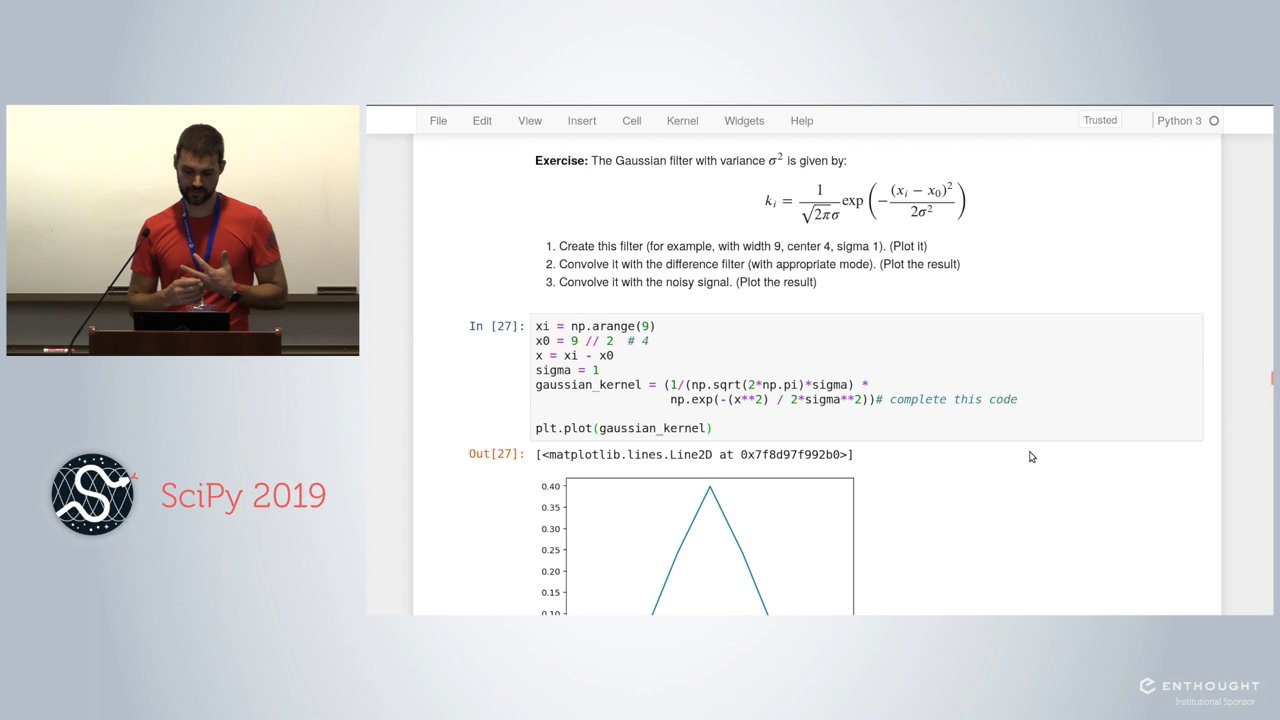 File Edit View Insert Cell Kernel Widgets Help Trusted Python 3
Exercise: The Gaussian filter with variance σ² is given by:
kᵢ = 1/(√(2π)σ) exp(−(xᵢ − x₀)²/(2σ²))
1. Create this filter (for example, with width 9, center 4, sigma 1). (Plot it)
2. Convolve it with the difference filter (with appropriate mode). (Plot the result)
3. Convolve it with the noisy signal. (Plot the result)
In [27]: xi = np.arange(9)
x0 = 9 // 2 # 4
x = xi - x0
sigma = 1
gaussian_kernel = (1/(np.sqrt(2*np.pi)*sigma) *
np.exp(-(x**2) / 2*sigma**2))# complete this code
plt.plot(gaussian_kernel)
Out[27]: [<matplotlib.lines.Line2D at 0x7f8d97f992b0>]
0.40
0.35
0.30
0.25
0.20
0.15
0.10
SciPy 2019
ENTHOUGHT
Institutional Sponsor